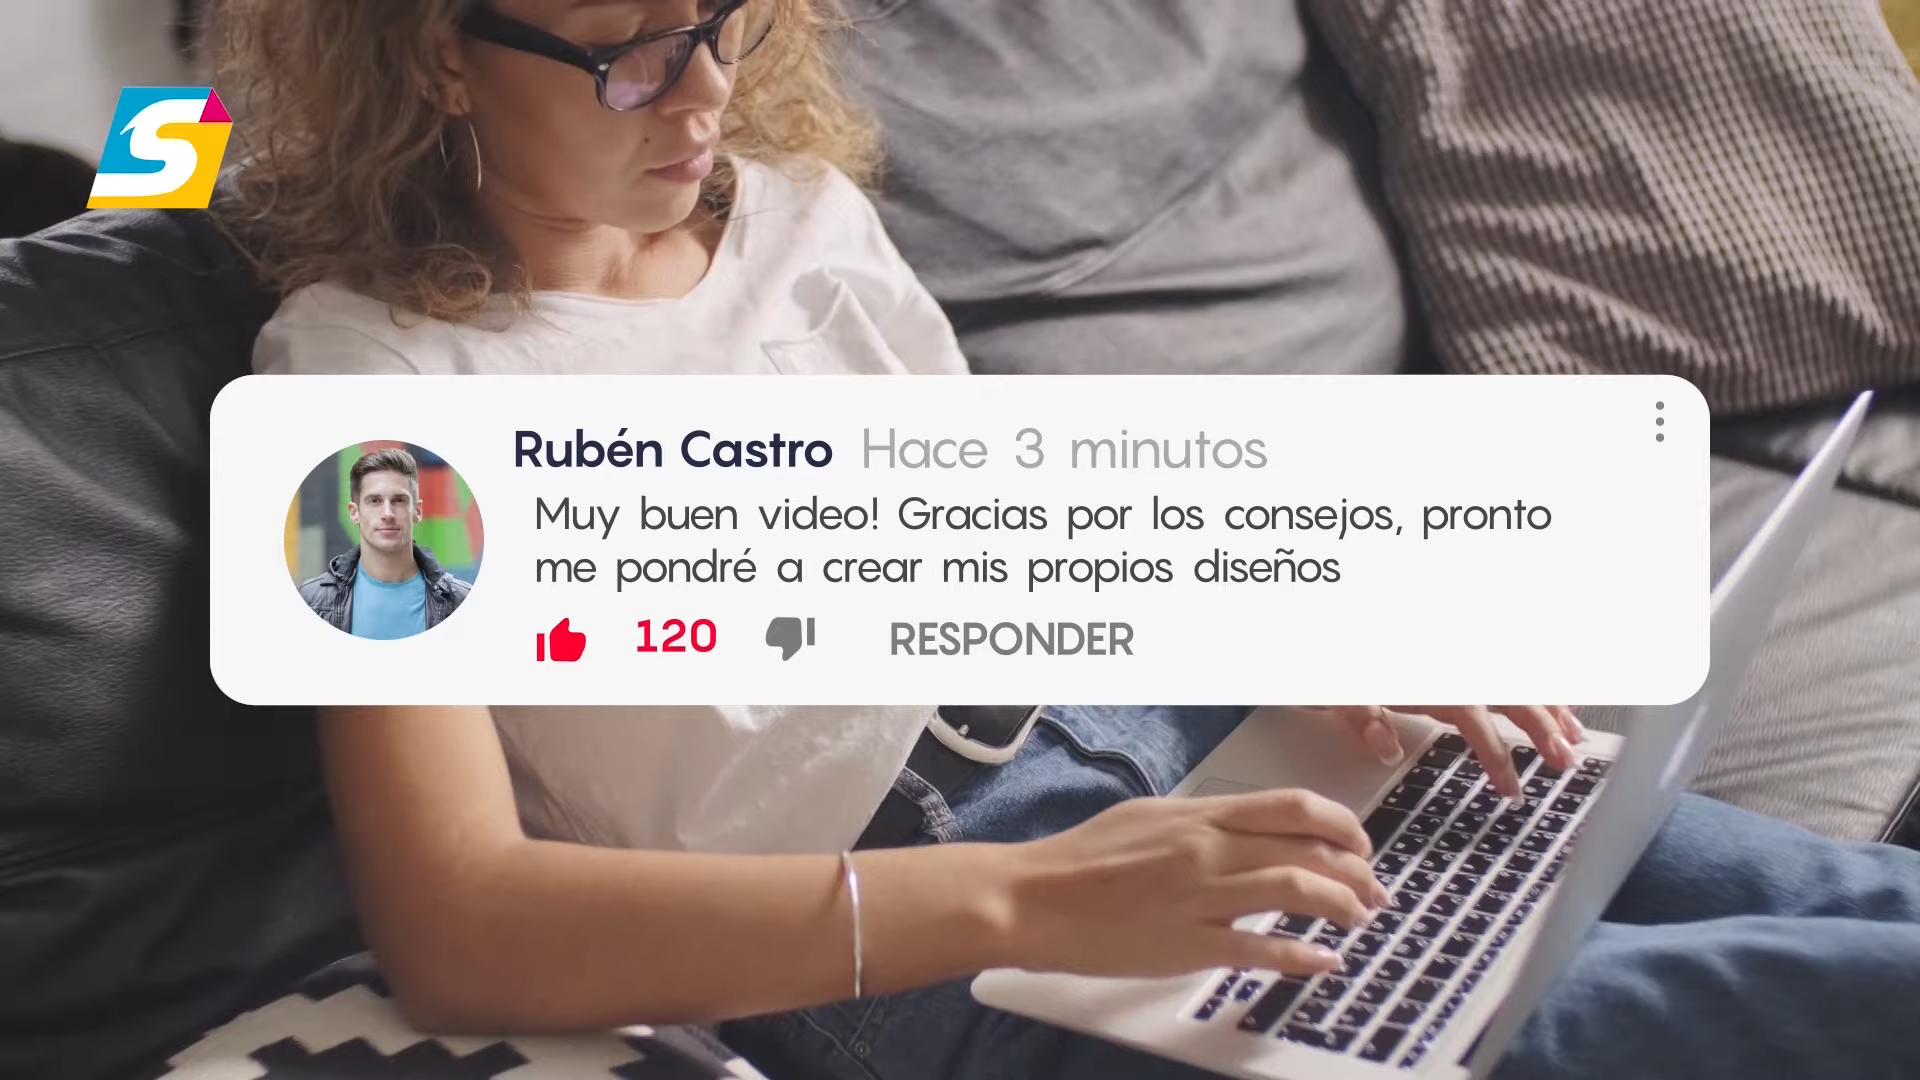 S
Rubén Castro Hace 3 minutos
Muy buen video! Gracias por los consejos, pronto
me pondré a crear mis propios diseños
120 RESPONDER